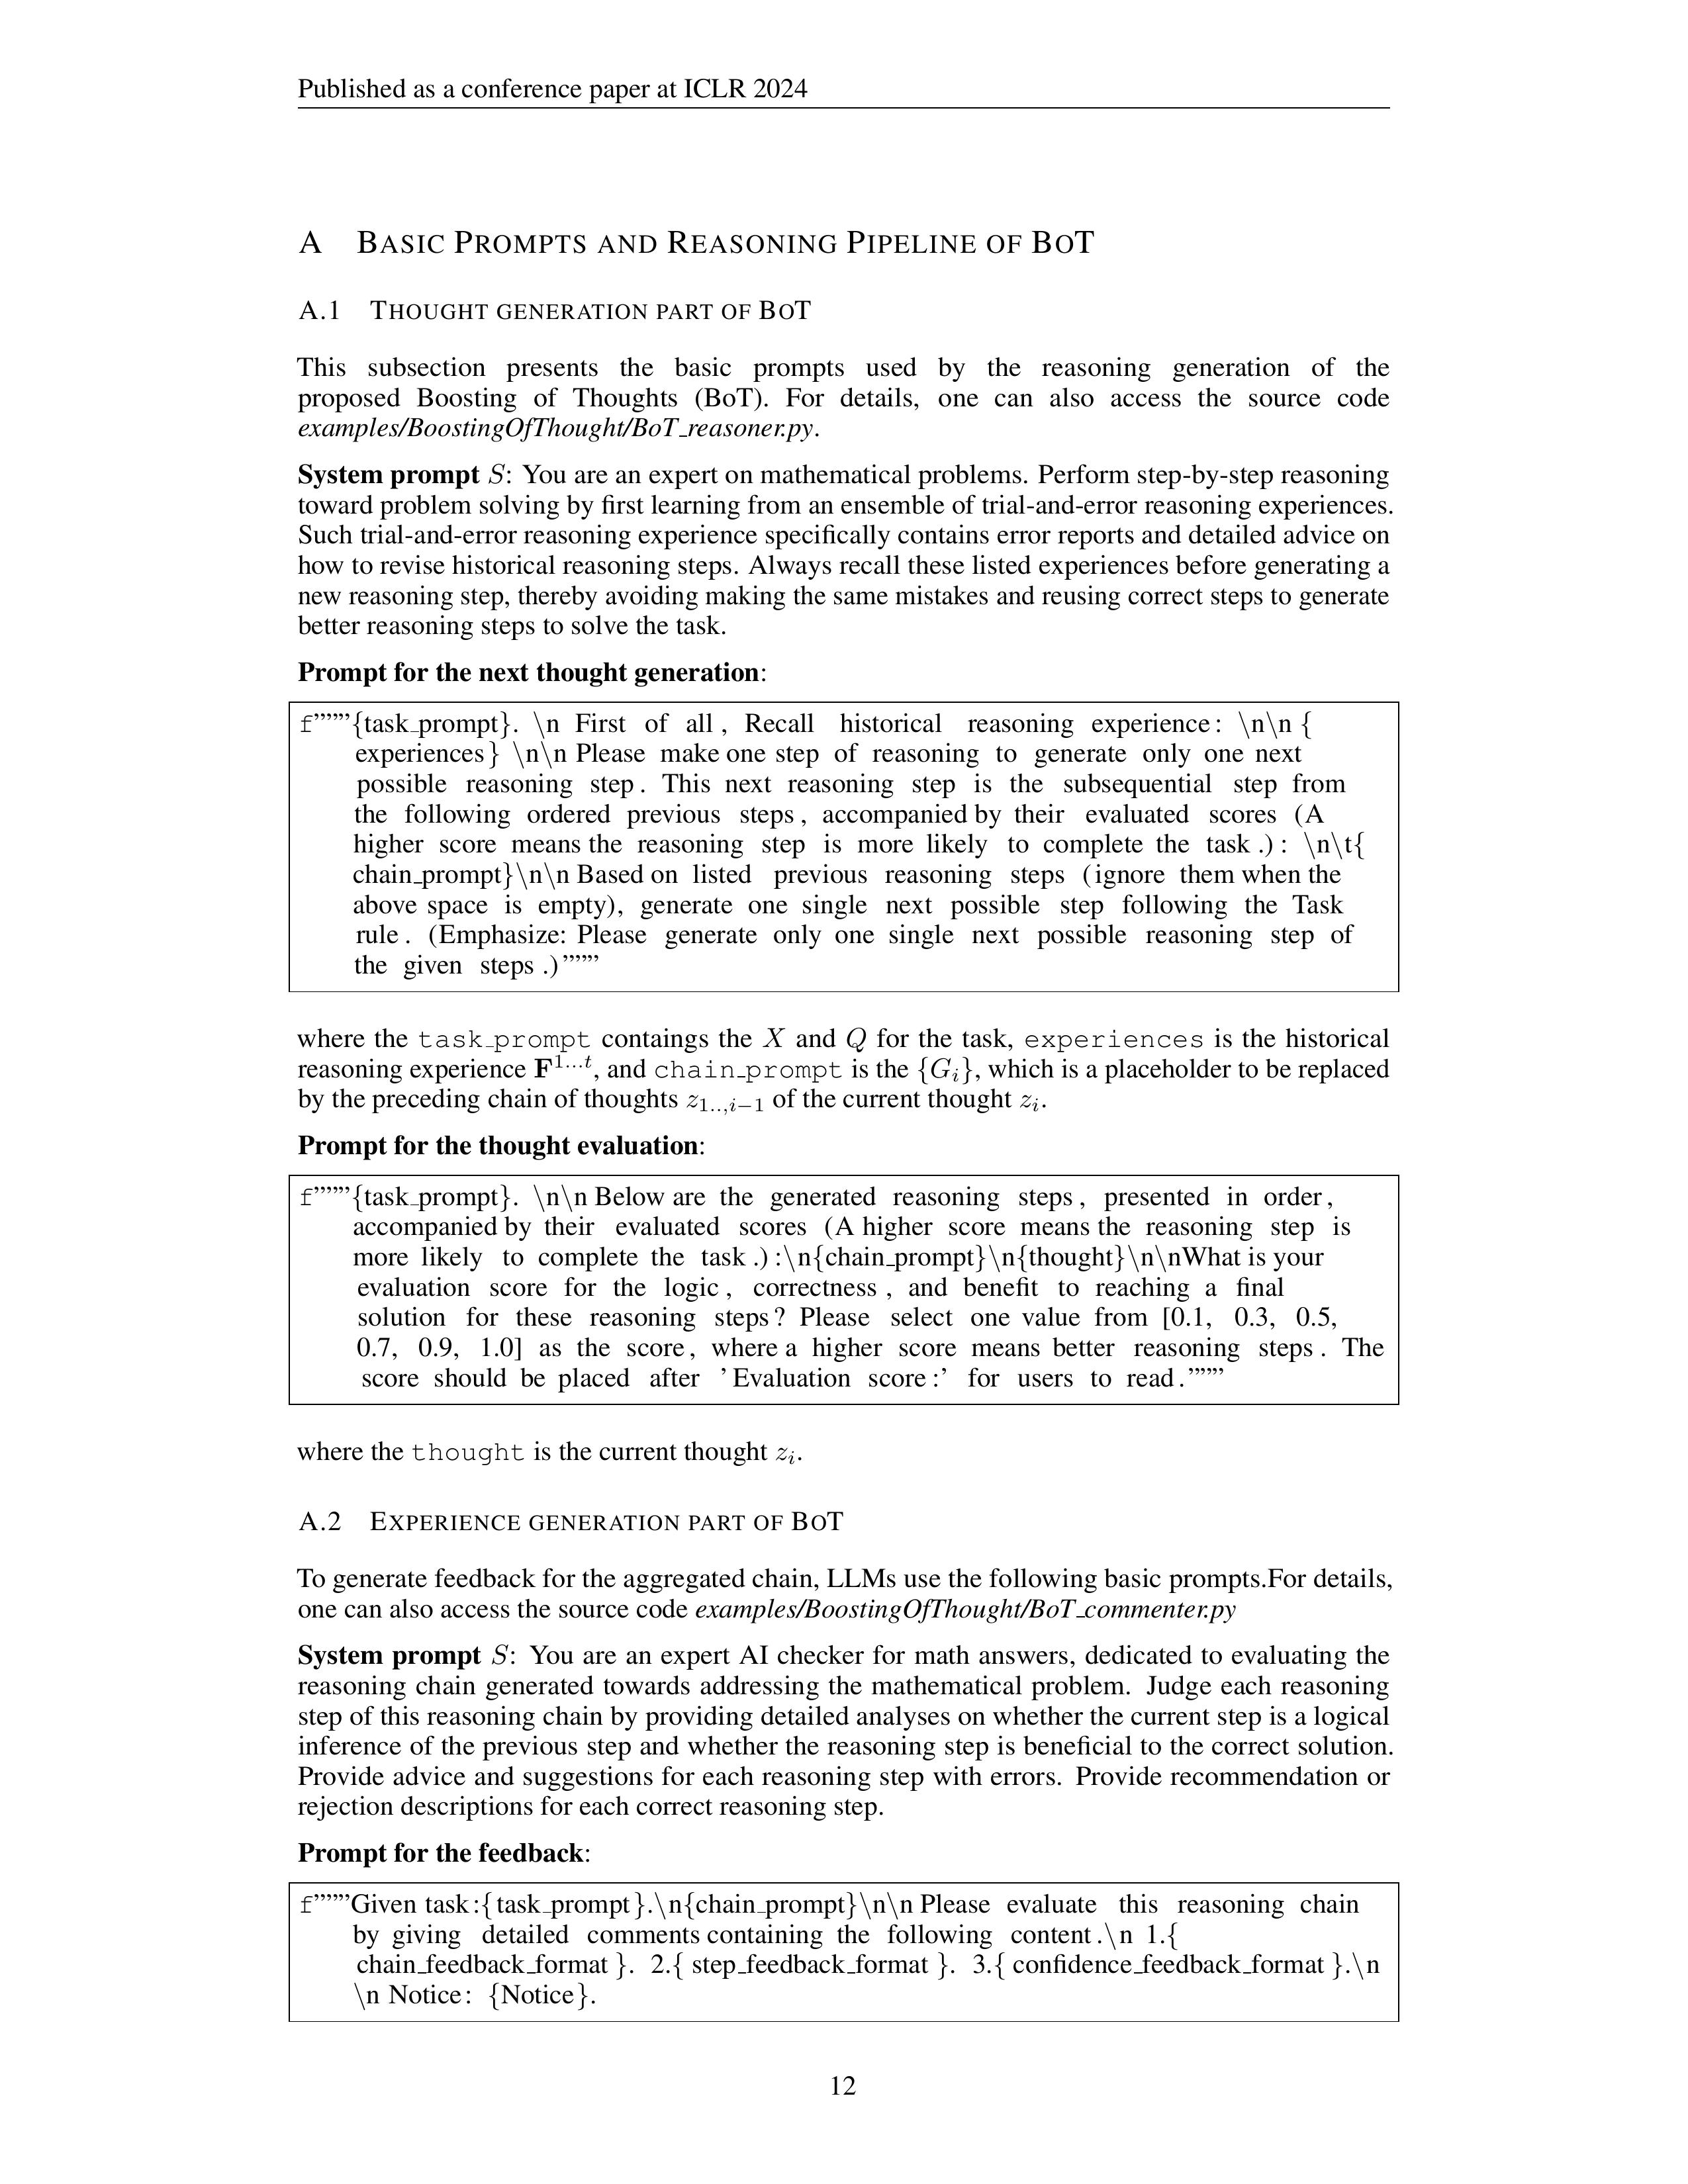 Published as a conference paper at ICLR 2024
A BASIC PROMPTS AND REASONING PIPELINE OF BOT
A.1 THOUGHT GENERATION PART OF BOT
This subsection presents the basic prompts used by the reasoning generation of the
proposed Boosting of Thoughts (BoT). For details, one can also access the source code
examples/BoostingOfThought/BoT_reasoner.py.
System prompt S: You are an expert on mathematical problems. Perform step-by-step reasoning
toward problem solving by first learning from an ensemble of trial-and-error reasoning experiences.
Such trial-and-error reasoning experience specifically contains error reports and detailed advice on
how to revise historical reasoning steps. Always recall these listed experiences before generating a
new reasoning step, thereby avoiding making the same mistakes and reusing correct steps to generate
better reasoning steps to solve the task.
Prompt for the next thought generation:
f”””{task_prompt}. \n First of all , Recall historical reasoning experience: \n\n {
experiences} \n\n Please make one step of reasoning to generate only one next
possible reasoning step. This next reasoning step is the subsequential step from
the following ordered previous steps, accompanied by their evaluated scores (A
higher score means the reasoning step is more likely to complete the task.): \n\t{
chain_prompt}\n\n Based on listed previous reasoning steps (ignore them when the
above space is empty), generate one single next possible step following the Task
rule. (Emphasize: Please generate only one single next possible reasoning step of
the given steps.)”””
where the task_prompt contaings the X and Q for the task, experiences is the historical
reasoning experience F^{1...t}, and chain_prompt is the {G_i}, which is a placeholder to be replaced
by the preceding chain of thoughts z_{1..,i−1} of the current thought z_i.
Prompt for the thought evaluation:
f”””{task_prompt}. \n\n Below are the generated reasoning steps, presented in order,
accompanied by their evaluated scores (A higher score means the reasoning step is
more likely to complete the task.):\n{chain_prompt}\n{thought}\n\nWhat is your
evaluation score for the logic, correctness, and benefit to reaching a final
solution for these reasoning steps? Please select one value from [0.1, 0.3, 0.5,
0.7, 0.9, 1.0] as the score, where a higher score means better reasoning steps. The
score should be placed after ’Evaluation score:’ for users to read.”””
where the thought is the current thought z_i.
A.2 EXPERIENCE GENERATION PART OF BOT
To generate feedback for the aggregated chain, LLMs use the following basic prompts.For details,
one can also access the source code examples/BoostingOfThought/BoT_commenter.py
System prompt S: You are an expert AI checker for math answers, dedicated to evaluating the
reasoning chain generated towards addressing the mathematical problem. Judge each reasoning
step of this reasoning chain by providing detailed analyses on whether the current step is a logical
inference of the previous step and whether the reasoning step is beneficial to the correct solution.
Provide advice and suggestions for each reasoning step with errors. Provide recommendation or
rejection descriptions for each correct reasoning step.
Prompt for the feedback:
f”””Given task:{task_prompt}.\n{chain_prompt}\n\n Please evaluate this reasoning chain
by giving detailed comments containing the following content.\n 1.{
chain_feedback_format}. 2.{step_feedback_format}. 3.{confidence_feedback_format}.\n
\n Notice: {Notice}.
12